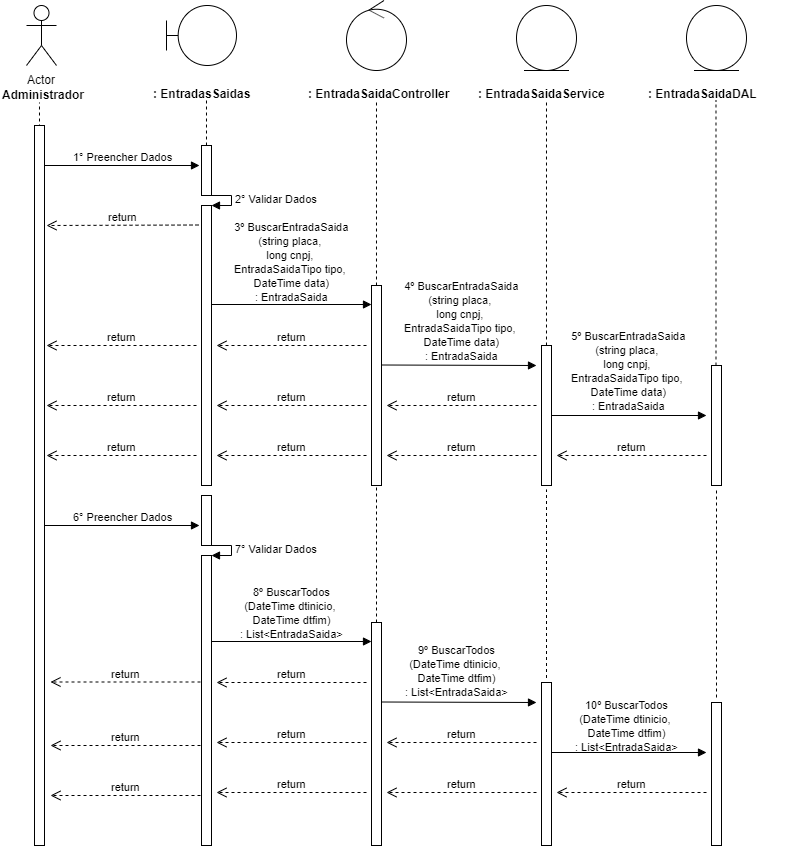 Actor
Administrador
: EntradasSaidas
: EntradaSaidaController
: EntradaSaidaService
: EntradaSaidaDAL
1° Preencher Dados
2° Validar Dados
return
3º BuscarEntradaSaida
(string placa,
long cnpj,
EntradaSaidaTipo tipo,
DateTime data)
: EntradaSaida
4º BuscarEntradaSaida
(string placa,
long cnpj,
EntradaSaidaTipo tipo,
DateTime data)
: EntradaSaida
return
return
5º BuscarEntradaSaida
(string placa,
long cnpj,
EntradaSaidaTipo tipo,
DateTime data)
: EntradaSaida
return
return
return
return
return
return
return
6° Preencher Dados
7° Validar Dados
8º BuscarTodos
(DateTime dtinicio,
DateTime dtfim)
: List<EntradaSaida>
9º BuscarTodos
(DateTime dtinicio,
DateTime dtfim)
: List<EntradaSaida>
return
return
10º BuscarTodos
(DateTime dtinicio,
DateTime dtfim)
: List<EntradaSaida>
return
return
return
return
return
return
return